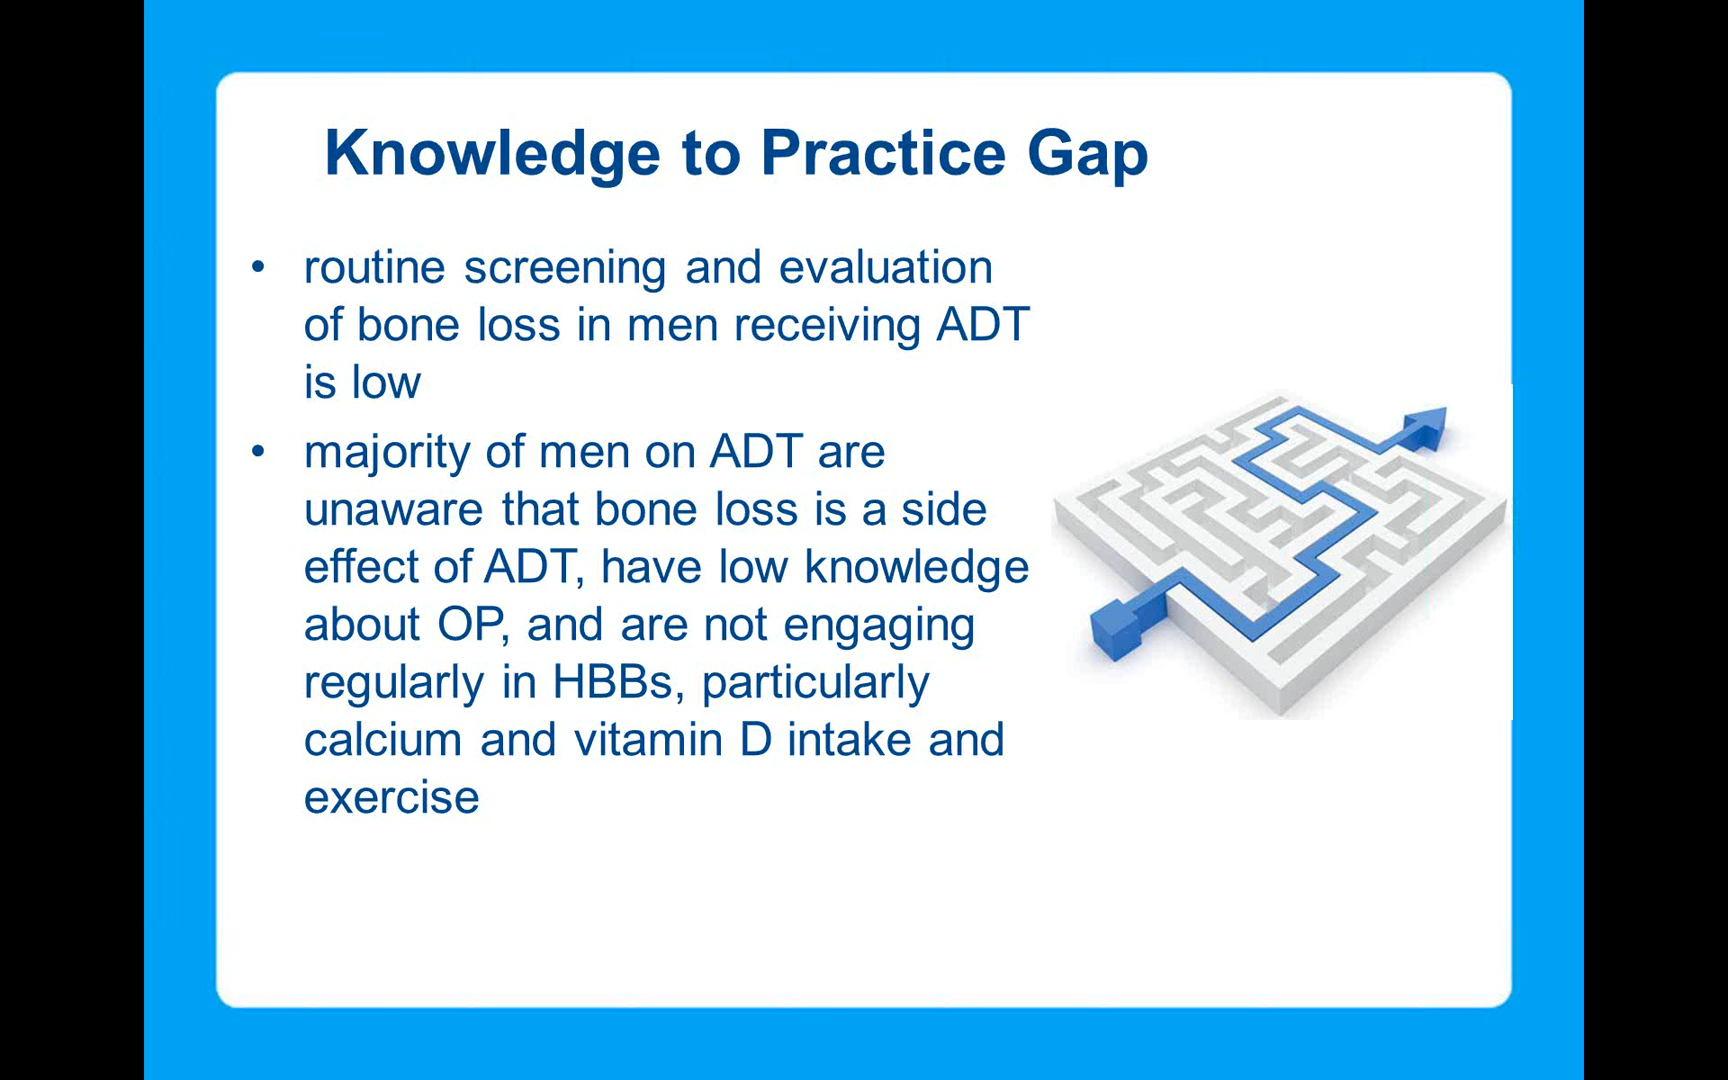 Knowledge to Practice Gap
• routine screening and evaluation
of bone loss in men receiving ADT
is low
• majority of men on ADT are
unaware that bone loss is a side
effect of ADT, have low knowledge
about OP, and are not engaging
regularly in HBBs, particularly
calcium and vitamin D intake and
exercise